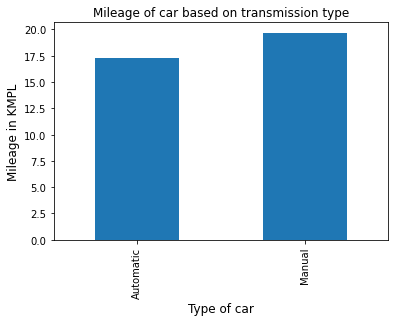 Mileage of car based on transmission type
Mileage in KMPL
20.0
17.5
15.0
12.5
10.0
7.5
5.0
2.5
0.0
Automatic
Manual
Type of car